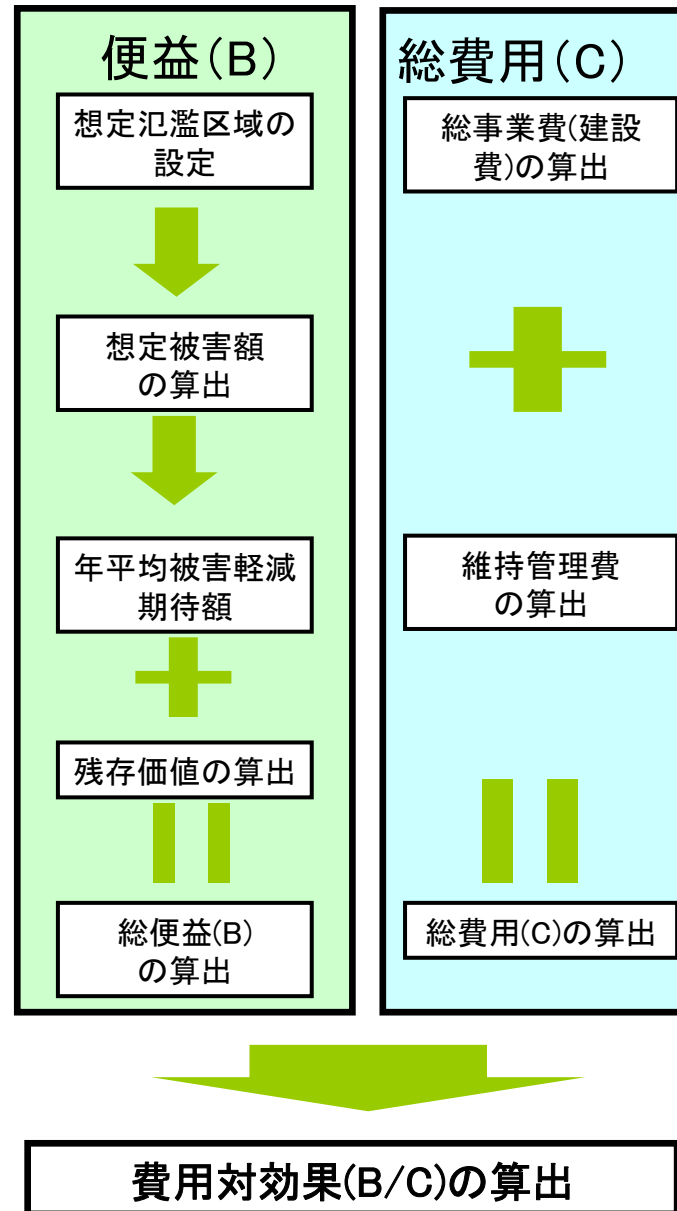 便益(B)
想定氾濫区域の
設定
想定被害額
の算出
年平均被害軽減
期待額
残存価値の算出
総便益(B)
の算出
総費用(C)
総事業費(建設
費)の算出
維持管理費
の算出
総費用(C)の算出
費用対効果(B/C)の算出